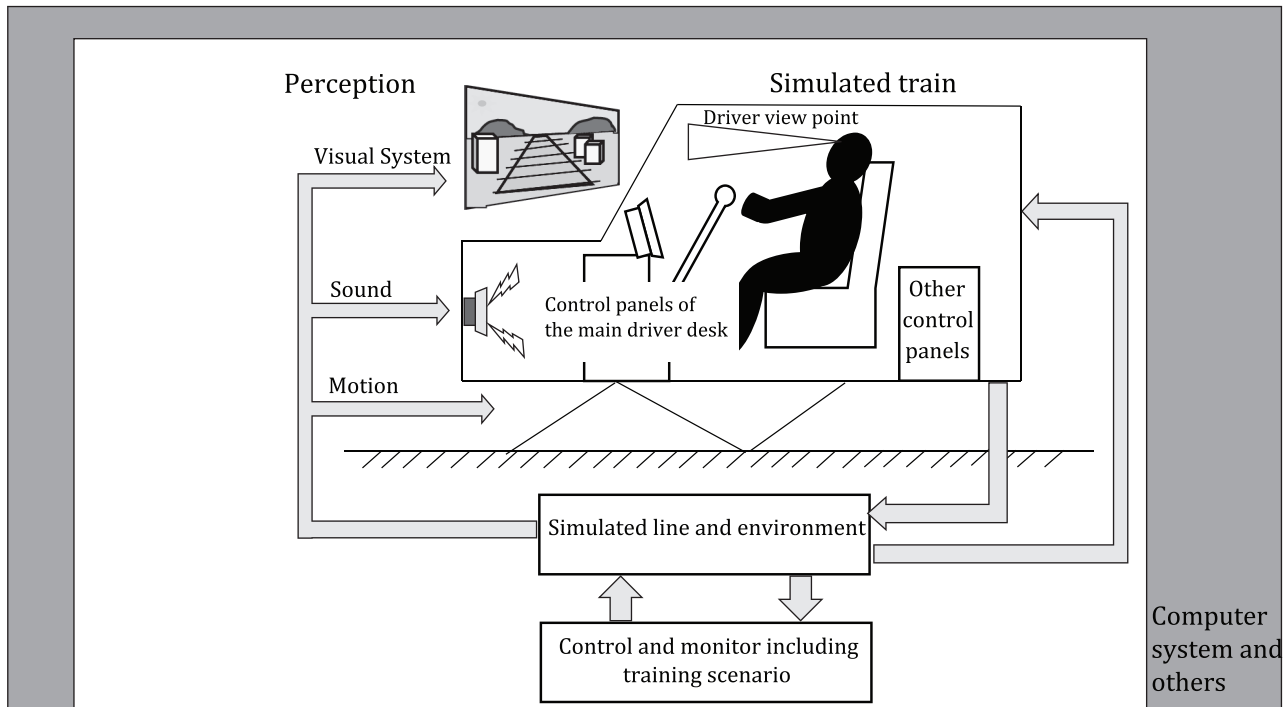 Perception
Simulated train
Driver view point
Visual System
Sound
Control panels of
the main driver desk
Other
control
panels
Motion
Simulated line and environment
Control and monitor including
training scenario
Computer
system and
others